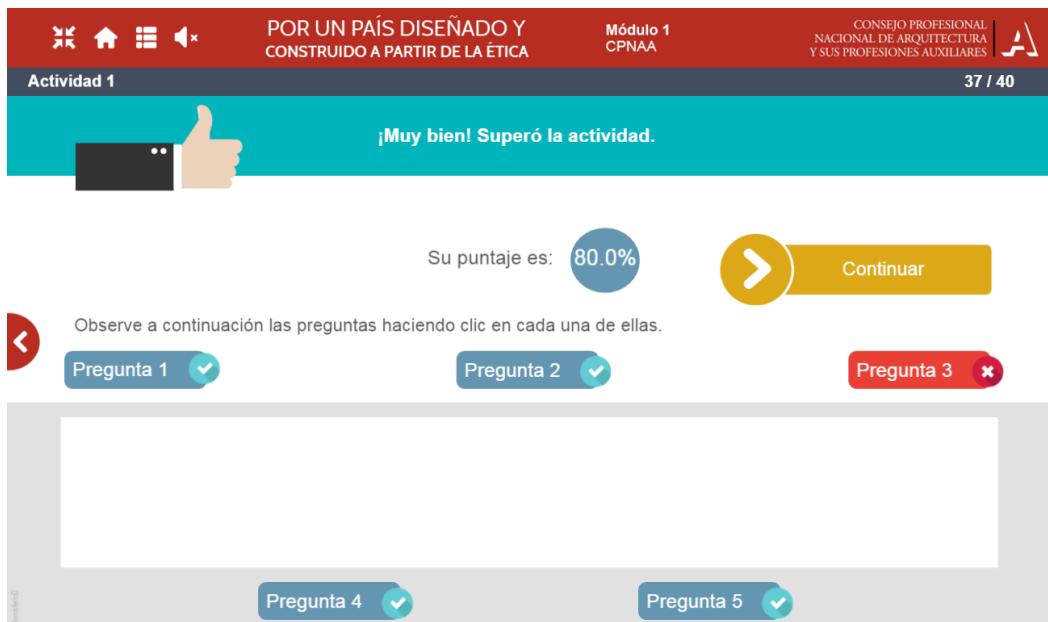 POR UN PAÍS DISEÑADO Y
CONSTRUIDO A PARTIR DE LA ÉTICA
Módulo 1
CPNAA
CONSEJO PROFESIONAL
NACIONAL DE ARQUITECTURA
Y SUS PROFESIONES AUXILIARES
Actividad 1
37 / 40
¡Muy bien! Superó la actividad.
Su puntaje es:
80.0%
Continuar
Observe a continuación las preguntas haciendo clic en cada una de ellas.
Pregunta 1
Pregunta 2
Pregunta 3
Pregunta 4
Pregunta 5